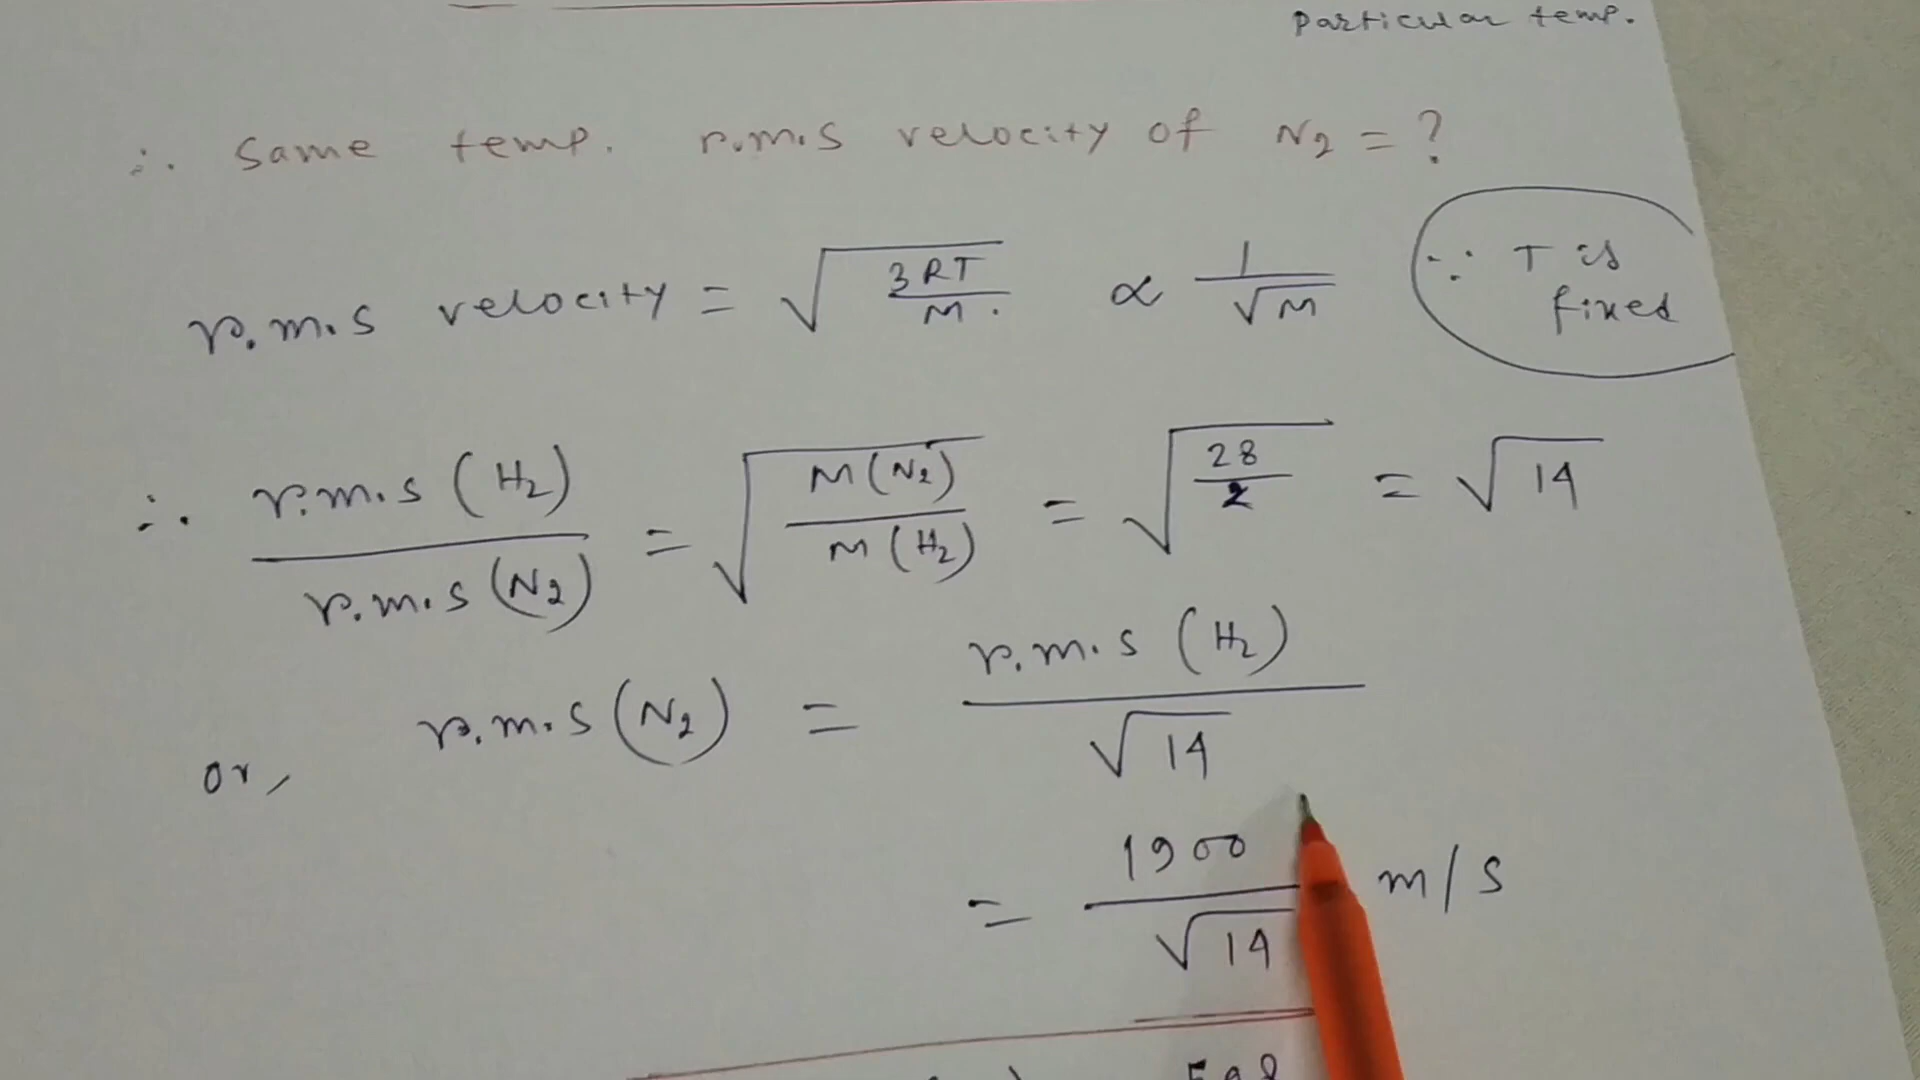 particular temp.
∴ same temp. r.m.s velocity of N₂ = ?
r.m.s velocity = √(3RT/M.) ∝ 1/√M (∵ T is fixed)
∴ r.m.s (H₂)/r.m.s (N₂) = √(M(N₂)/M(H₂)) = √(28/2) = √14
or, r.m.s (N₂) = r.m.s (H₂)/√14
= 1900/√14 m/s